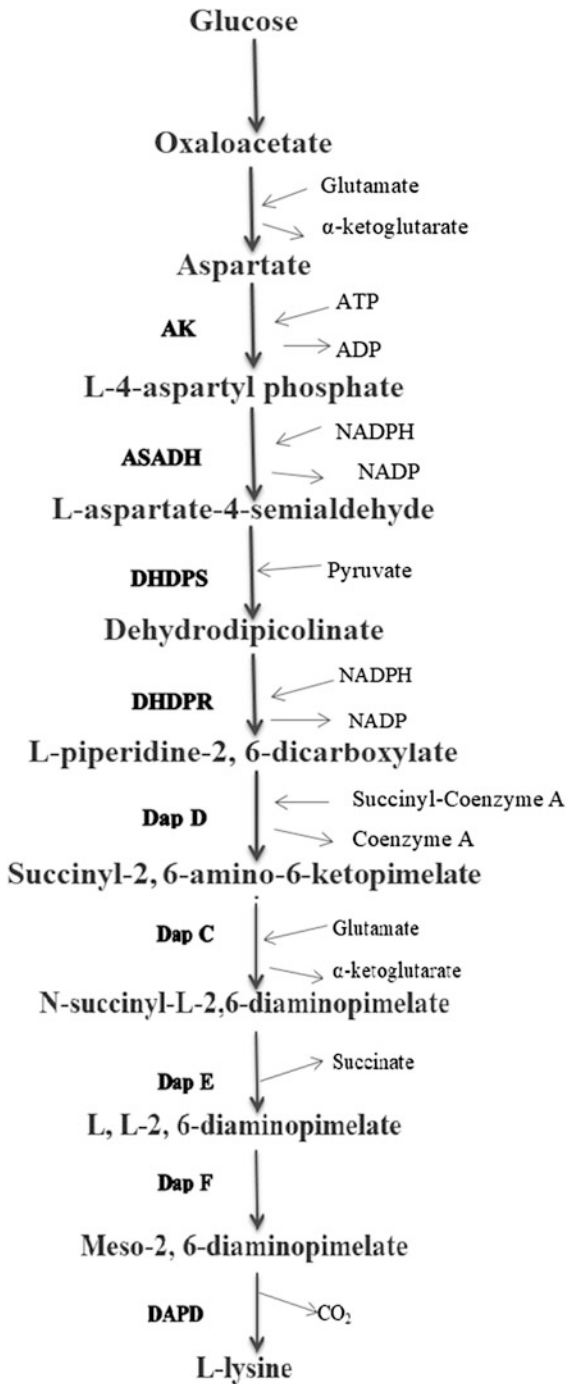 Glucose
Oxaloacetate
Glutamate
α-ketoglutarate
Aspartate
ATP
AK
ADP
L-4-aspartyl phosphate
NADPH
ASADH
NADP
L-aspartate-4-semialdehyde
DHDPS
Pyruvate
Dehydrodipicolinate
NADPH
DHDPR
NADP
L-piperidine-2, 6-dicarboxylate
Succinyl-Coenzyme A
Dap D
Coenzyme A
Succinyl-2, 6-amino-6-ketopimelate
Dap C
Glutamate
α-ketoglutarate
N-succinyl-L-2,6-diaminopimelate
Succinate
Dap E
L, L-2, 6-diaminopimelate
Dap F
Meso-2, 6-diaminopimelate
DAPD
CO₂
L-lysine